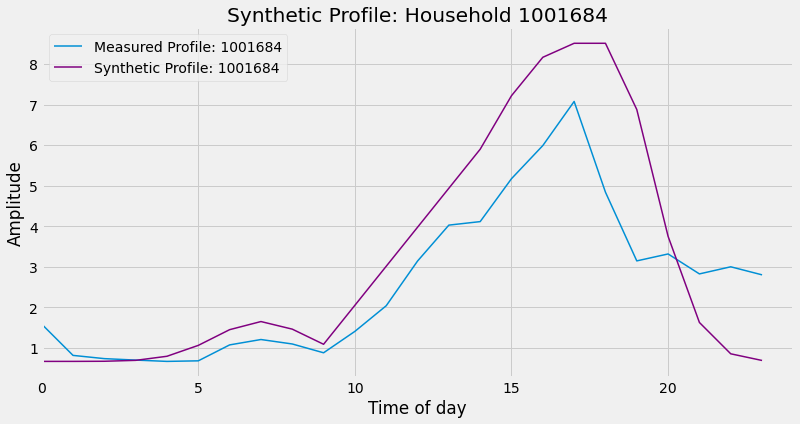 Synthetic Profile: Household 1001684
Measured Profile: 1001684
Synthetic Profile: 1001684
8
7
6
5
4
3
2
1
Amplitude
0 5 10 15 20
Time of day